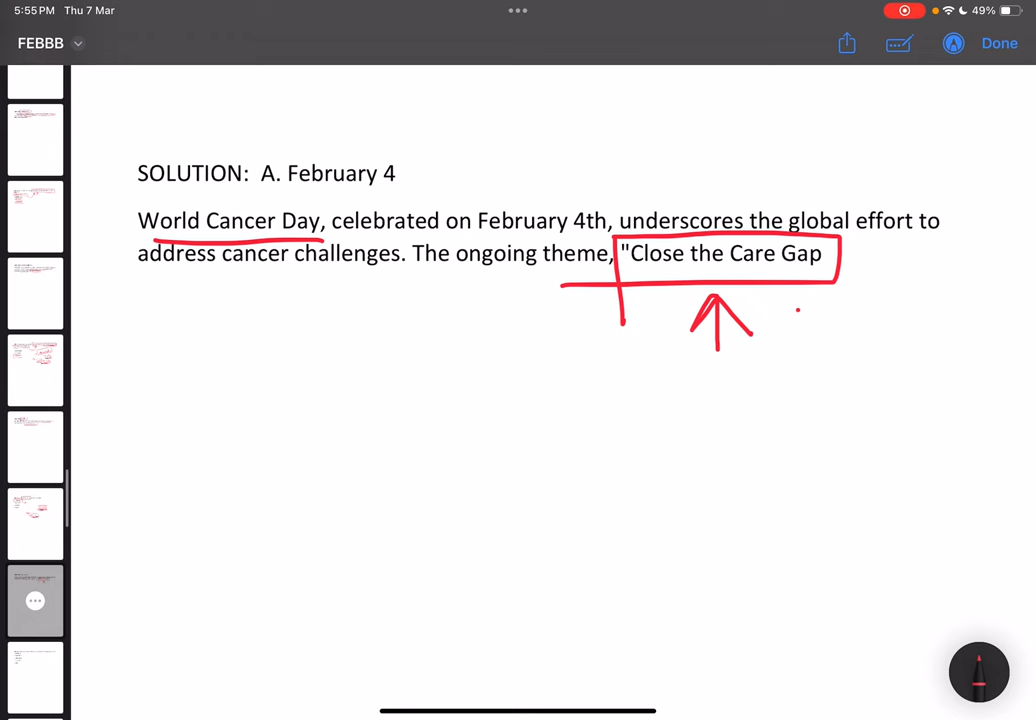 5:55 PM Thu 7 Mar
49%
FEBBB
Done
SOLUTION: A. February 4
World Cancer Day, celebrated on February 4th, underscores the global effort to
address cancer challenges. The ongoing theme, "Close the Care Gap